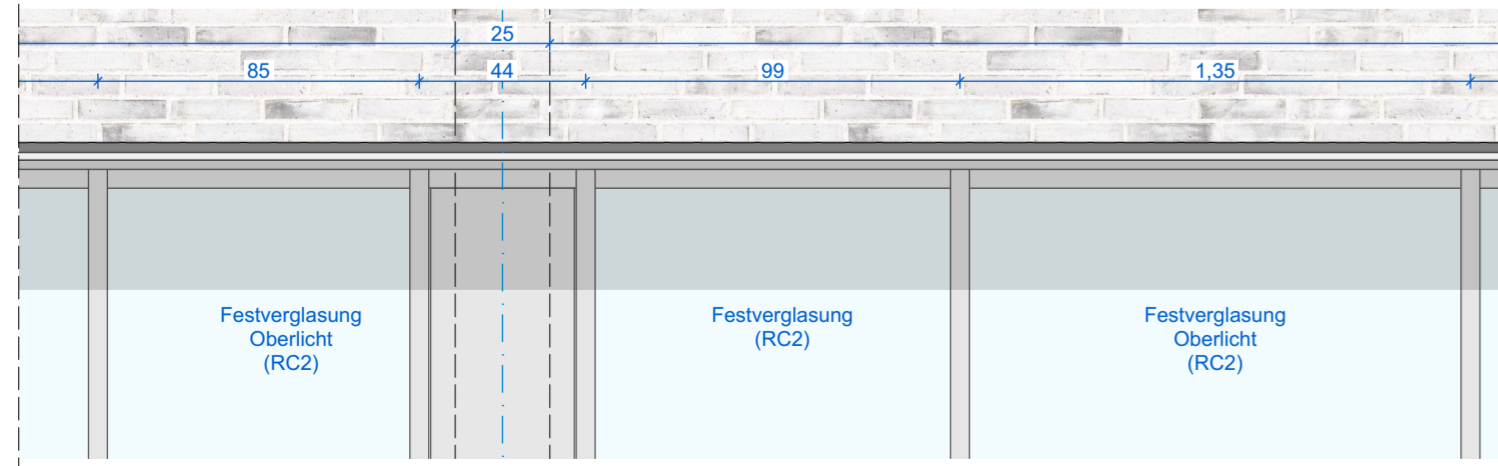 25
85
44
99
1,35
Festverglasung
Oberlicht
(RC2)
Festverglasung
(RC2)
Festverglasung
Oberlicht
(RC2)